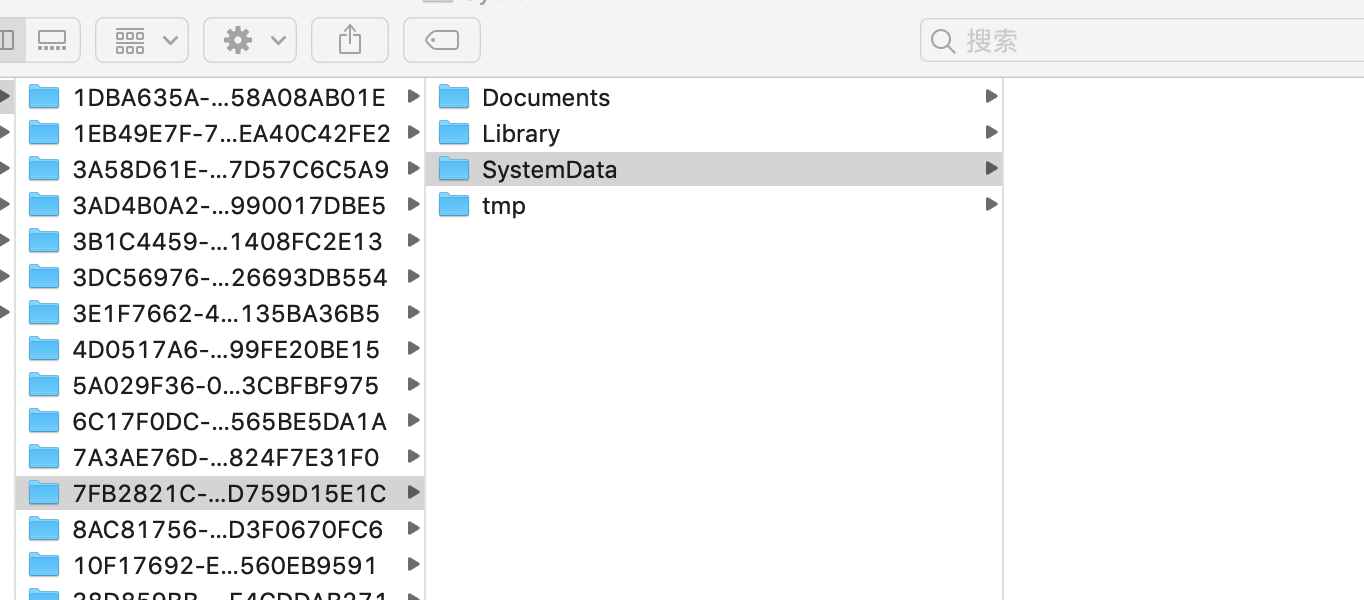 搜索
1DBA635A-...58A08AB01E
1EB49E7F-7...EA40C42FE2
3A58D61E-...7D57C6C5A9
3AD4B0A2-...990017DBE5
3B1C4459-...1408FC2E13
3DC56976-...26693DB554
3E1F7662-4...135BA36B5
4D0517A6-...99FE20BE15
5A029F36-0...3CBFBF975
6C17F0DC-...565BE5DA1A
7A3AE76D-...824F7E31F0
7FB2821C-...D759D15E1C
8AC81756-...D3F0670FC6
10F17692-E...560EB9591
Documents
Library
SystemData
tmp